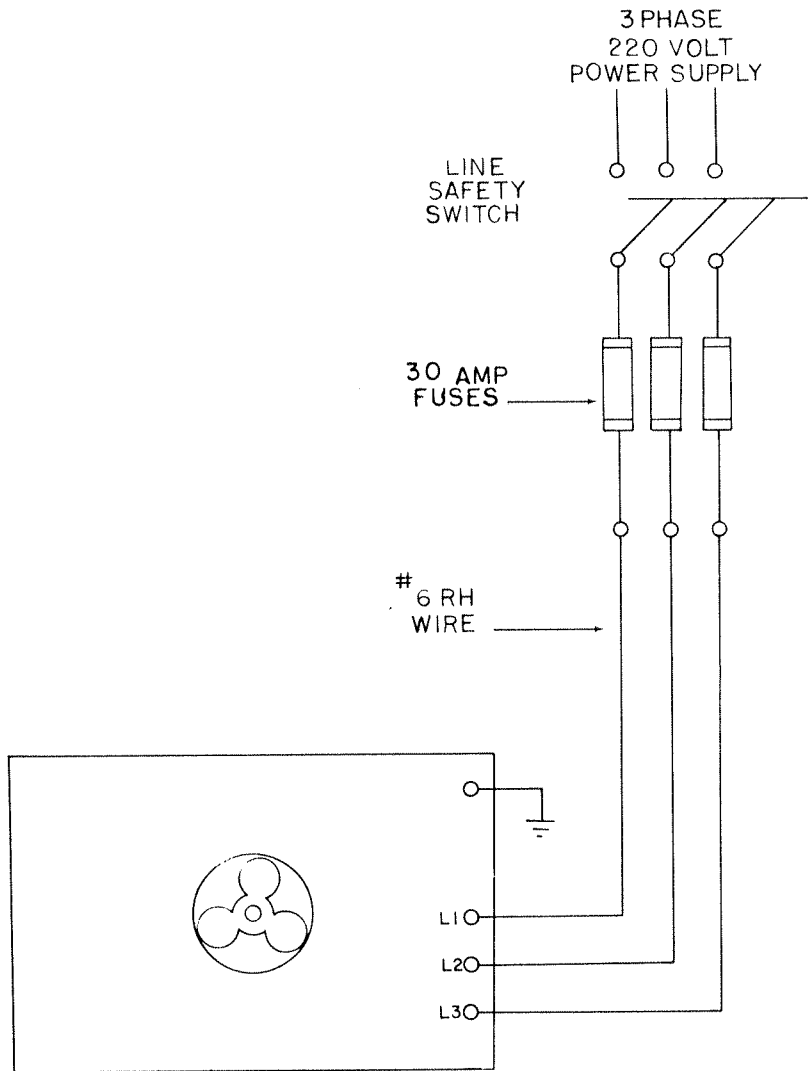 3 PHASE
220 VOLT
POWER SUPPLY
LINE
SAFETY
SWITCH
30 AMP
FUSES
#6 RH
WIRE
L1
L2
L3